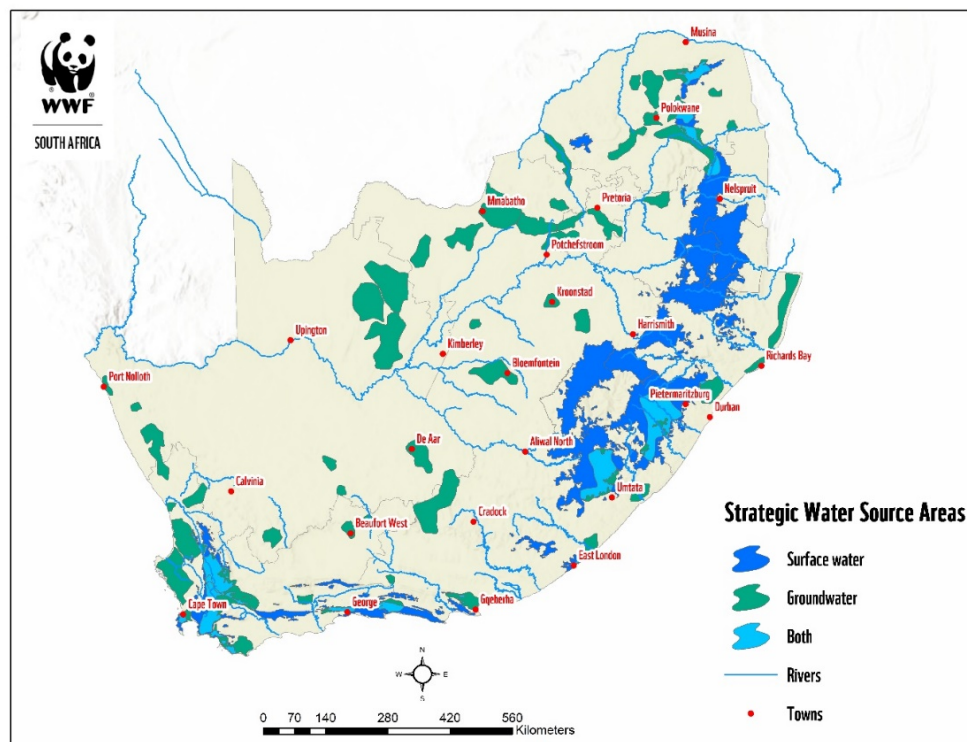 WWF
SOUTH AFRICA
Musina
Polokwane
Nelspruit
Mmabatho
Pretoria
Potchefstroom
Kroonstad
Harrismith
Upington
Kimberley
Richards Bay
Port Nolloth
Bloemfontein
Pietermaritzburg
Durban
De Aar
Aliwal North
Calvinia
Umtata
Beaufort West
Cradock
East London
Cape Town
George
Gqeberha
Strategic Water Source Areas
Surface water
Groundwater
Both
Rivers
Towns
N
W E
S
0 70 140 280 420 560
Kilometers